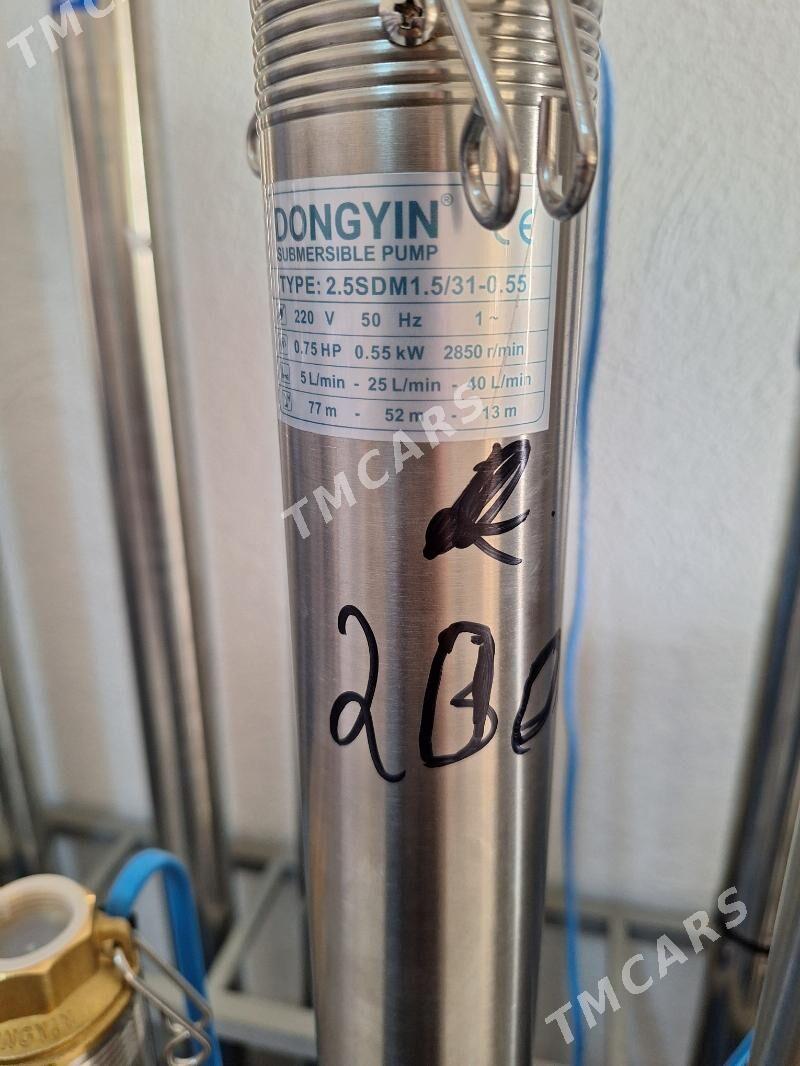 TMCARS
DONGYIN® CE
SUBMERSIBLE PUMP
TYPE: 2.5SDM1.5/31-0.55
220 V 50 Hz 1~
0.75 HP 0.55 kW 2850 r/min
5 L/min - 25 L/min - 40 L/min
77 m - 52 m - 13 m
TMCARS
TMCARS